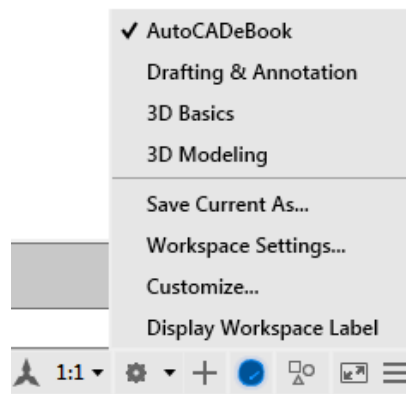 AutoCADeBook
Drafting & Annotation
3D Basics
3D Modeling
Save Current As...
Workspace Settings...
Customize...
Display Workspace Label
1:1